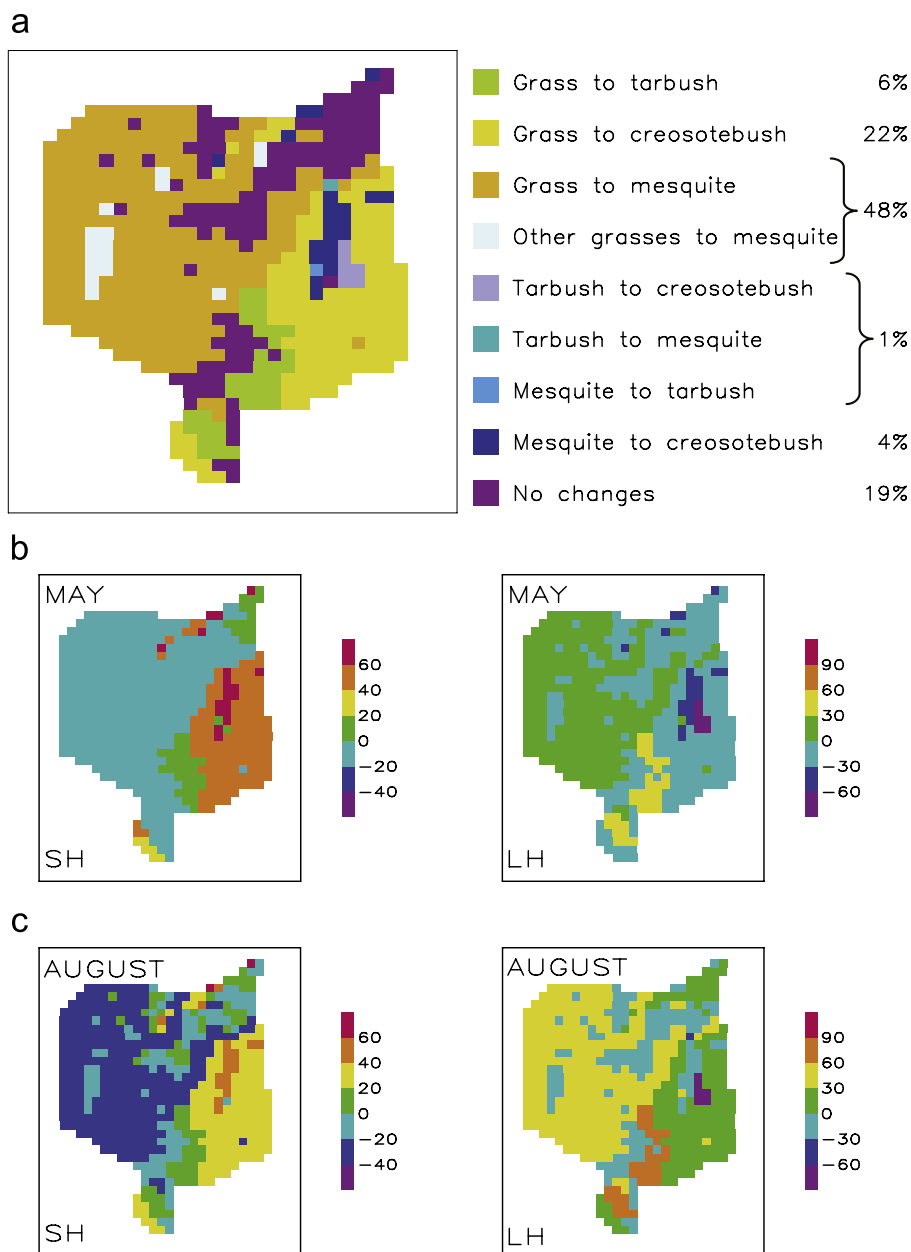 a
Grass to tarbush 6%
Grass to creosotebush 22%
Grass to mesquite
48%
Other grasses to mesquite
Tarbush to creosotebush
Tarbush to mesquite 1%
Mesquite to tarbush
Mesquite to creosotebush 4%
No changes 19%
b
MAY
SH
60
40
20
0
−20
−40
MAY
LH
90
60
30
0
−30
−60
c
AUGUST
SH
60
40
20
0
−20
−40
AUGUST
LH
90
60
30
0
−30
−60